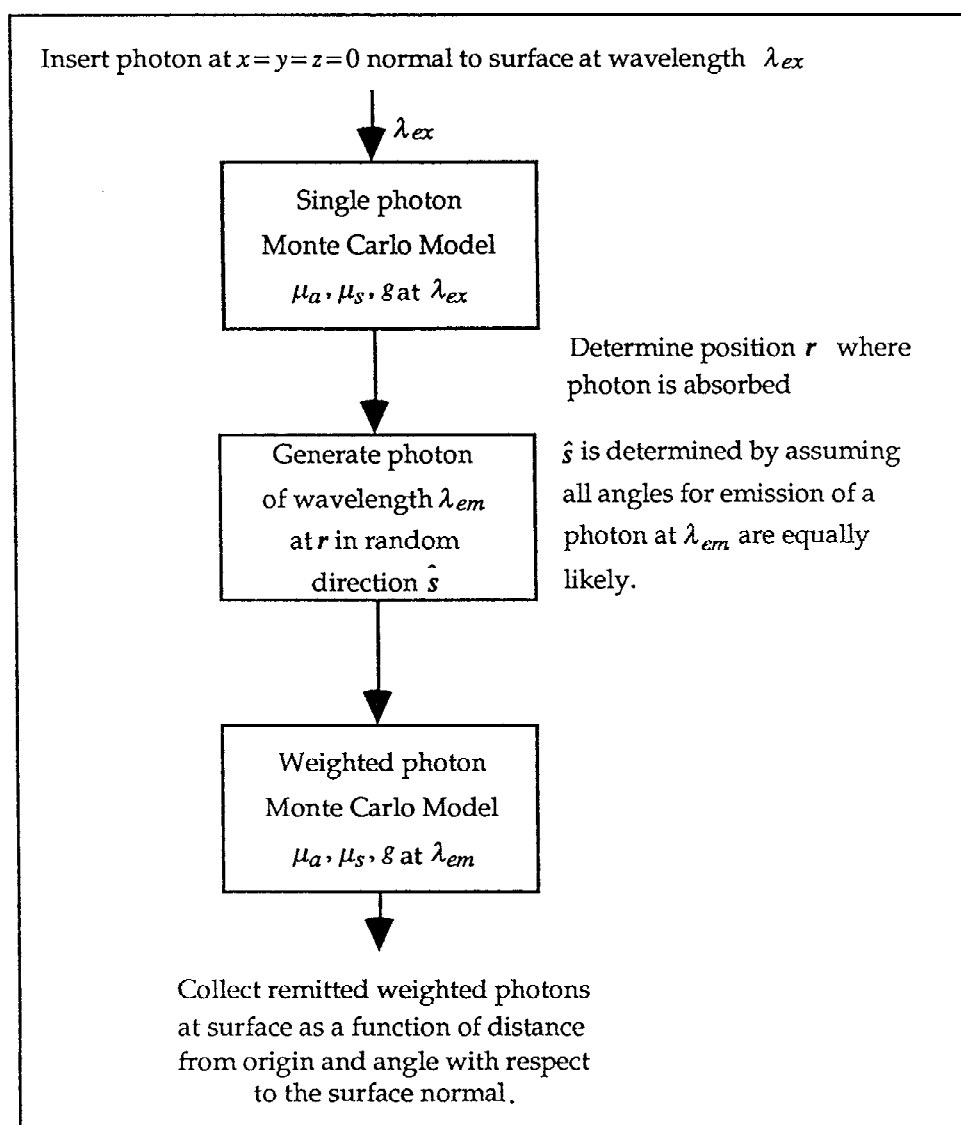 Insert photon at x=y=z=0 normal to surface at wavelength λex
λex
Single photon
Monte Carlo Model
μa, μs, g at λex
Determine position r where
photon is absorbed
Generate photon
of wavelength λem
at r in random
direction ŝ
ŝ is determined by assuming
all angles for emission of a
photon at λem are equally
likely.
Weighted photon
Monte Carlo Model
μa, μs, g at λem
Collect remitted weighted photons
at surface as a function of distance
from origin and angle with respect
to the surface normal.